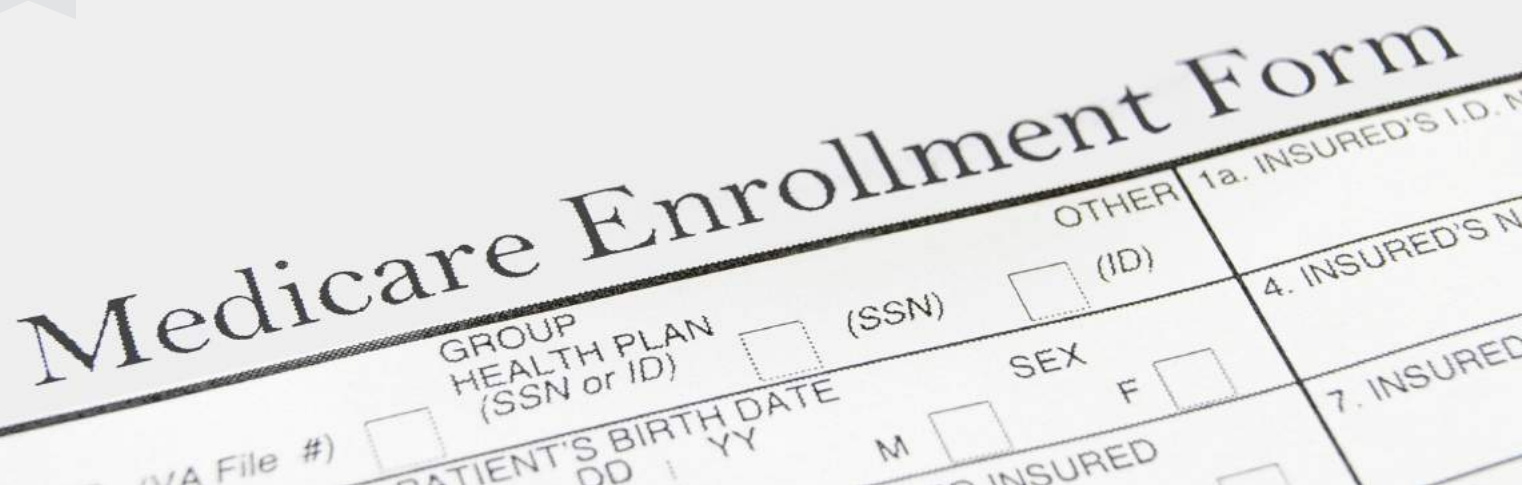 Medicare Enrollment Form
GROUP
HEALTH PLAN
(SSN or ID)
(SSN)
OTHER
(ID)
1a. INSURED'S I.D.
(VA File #)
PATIENT'S BIRTH DATE
DD YY
SEX
M F
4. INSURED'S
7. INSURED
INSURED